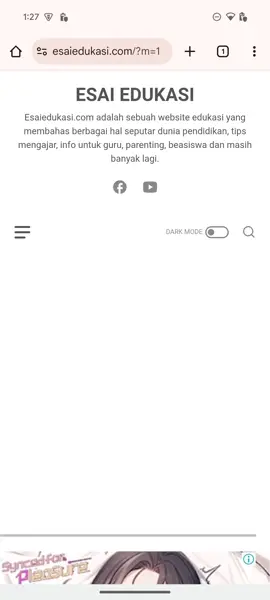 1:27
esaiedukasi.com/?m=1
1
ESAI EDUKASI
Esaiedukasi.com adalah sebuah website edukasi yang
membahas berbagai hal seputar dunia pendidikan, tips
mengajar, info untuk guru, parenting, beasiswa dan masih
banyak lagi.
DARK MODE
Synced for
Pleasure